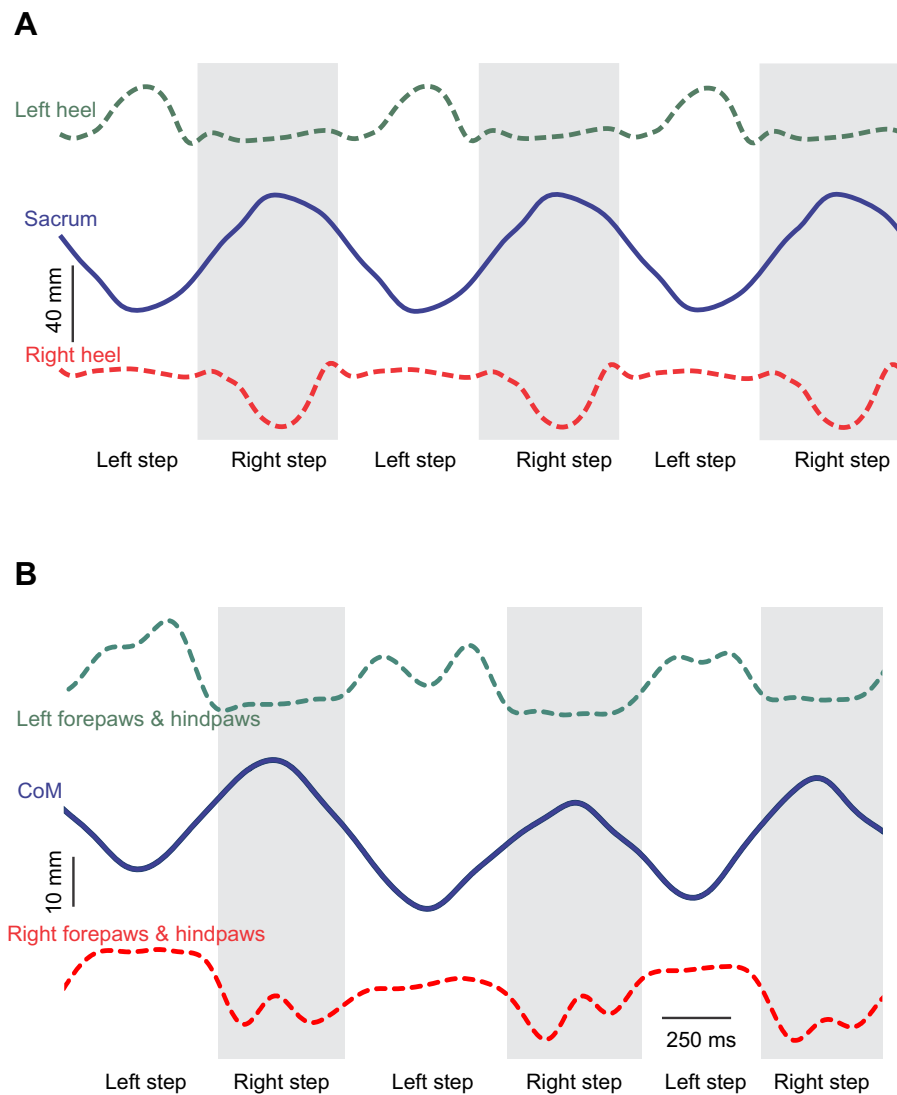 A
Left heel
Sacrum
40 mm
Right heel
Left step Right step Left step Right step Left step Right step
B
Left forepaws & hindpaws
CoM
10 mm
Right forepaws & hindpaws
250 ms
Left step Right step Left step Right step Left step Right step